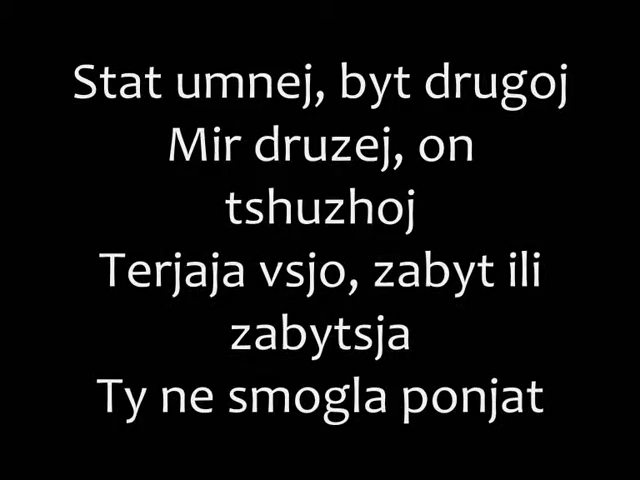 Stat umnej, byt drugoj
Mir druzej, on
tshuzhoj
Terjaja vsjo, zabyt ili
zabytsja
Ty ne smogla ponjat